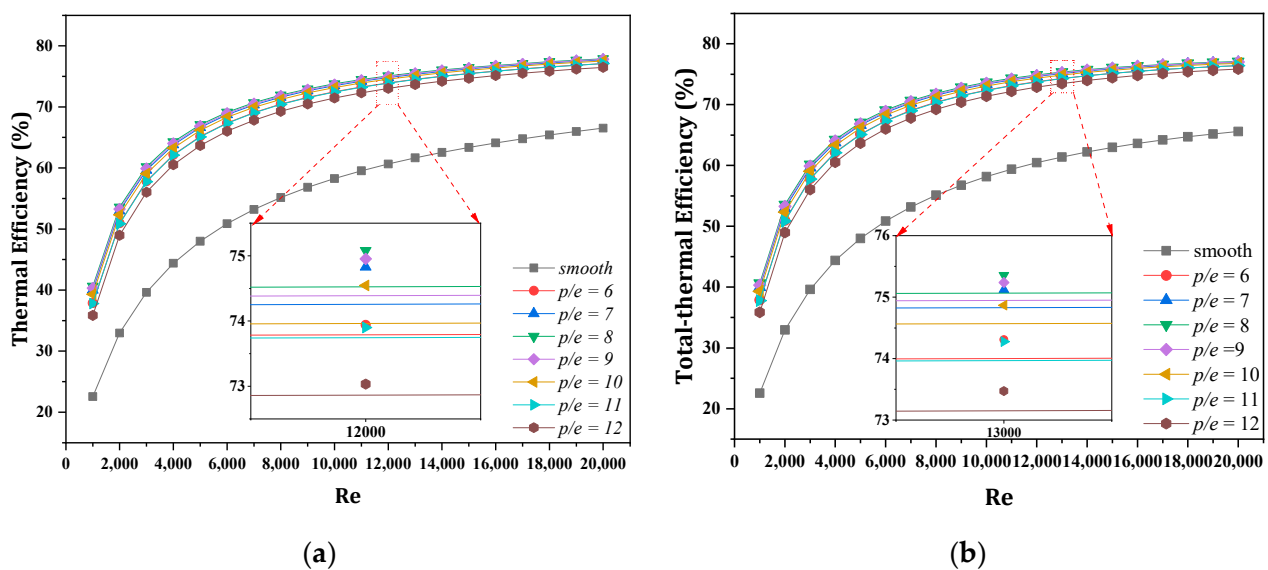 Thermal Efficiency (%)
80
70
60
50
40
30
20
75
74
73
12000
smooth
p/e = 6
p/e = 7
p/e = 8
p/e = 9
p/e = 10
p/e = 11
p/e = 12
0 2,000 4,000 6,000 8,000 10,000 12,000 14,000 16,000 18,000 20,000
Re
(a)
Total-thermal Efficiency (%)
80
70
60
50
40
30
20
76
75
74
73
13000
smooth
p/e = 6
p/e = 7
p/e = 8
p/e =9
p/e = 10
p/e = 11
p/e = 12
0 2,000 4,000 6,000 8,000 10,000 12,000 14,000 16,000 18,000 20,000
Re
(b)